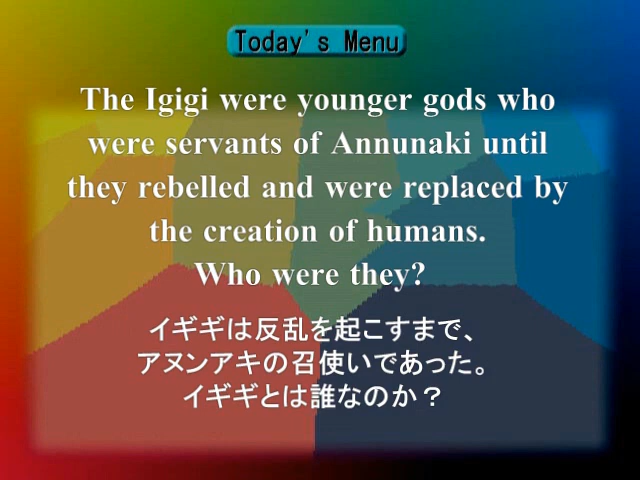 Today's Menu
The Igigi were younger gods who
were servants of Annunaki until
they rebelled and were replaced by
the creation of humans.
Who were they?
イギギは反乱を起こすまで、
アヌンアキの召使いであった。
イギギとは誰なのか？